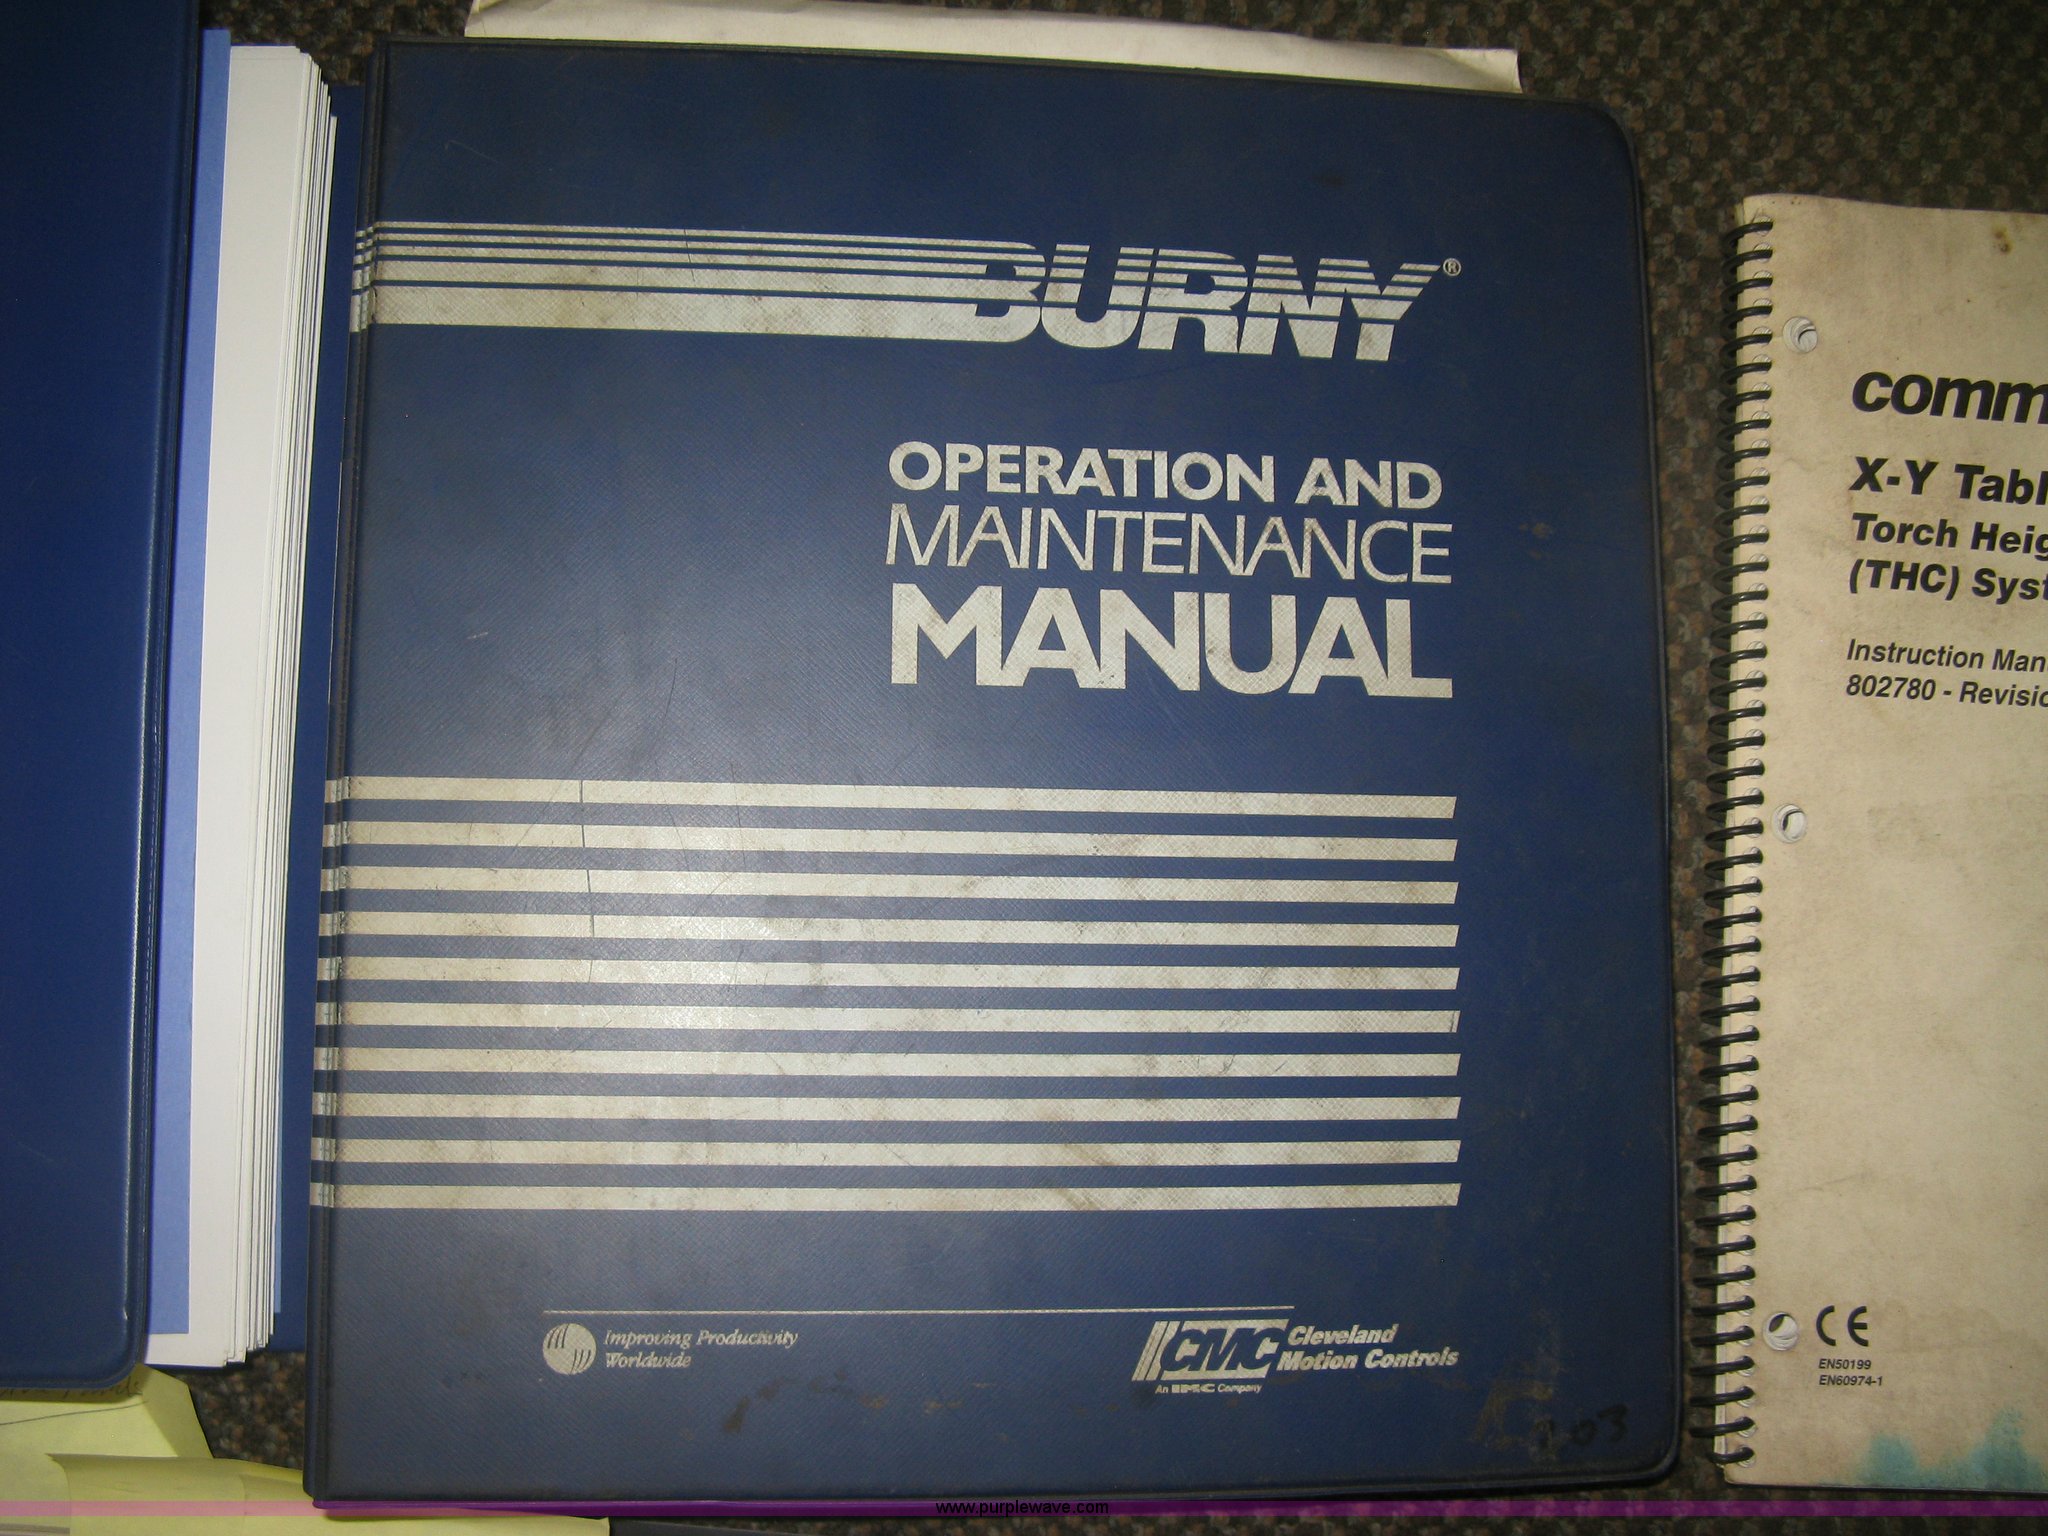 BURNY®
OPERATION AND
MAINTENANCE
MANUAL
Improving Productivity
Worldwide
CMC Cleveland
Motion Controls
An IMC Company
03
comm
X-Y Tabl
Torch Heig
(THC) Syst
Instruction Man
802780 - Revisio
CE
EN50199
EN60974-1
www.purplewave.com